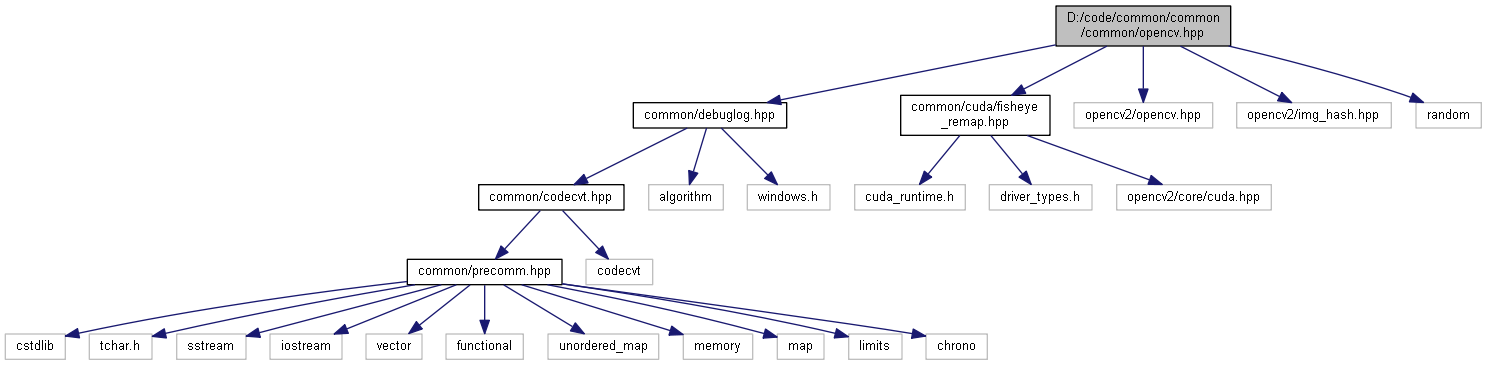 D:/code/common/common
/common/opencv.hpp
common/debuglog.hpp
common/cuda/fisheye
_remap.hpp
opencv2/opencv.hpp
opencv2/img_hash.hpp
random
common/codecvt.hpp
algorithm
windows.h
cuda_runtime.h
driver_types.h
opencv2/core/cuda.hpp
common/precomm.hpp
codecvt
cstdlib
tchar.h
sstream
iostream
vector
functional
unordered_map
memory
map
limits
chrono